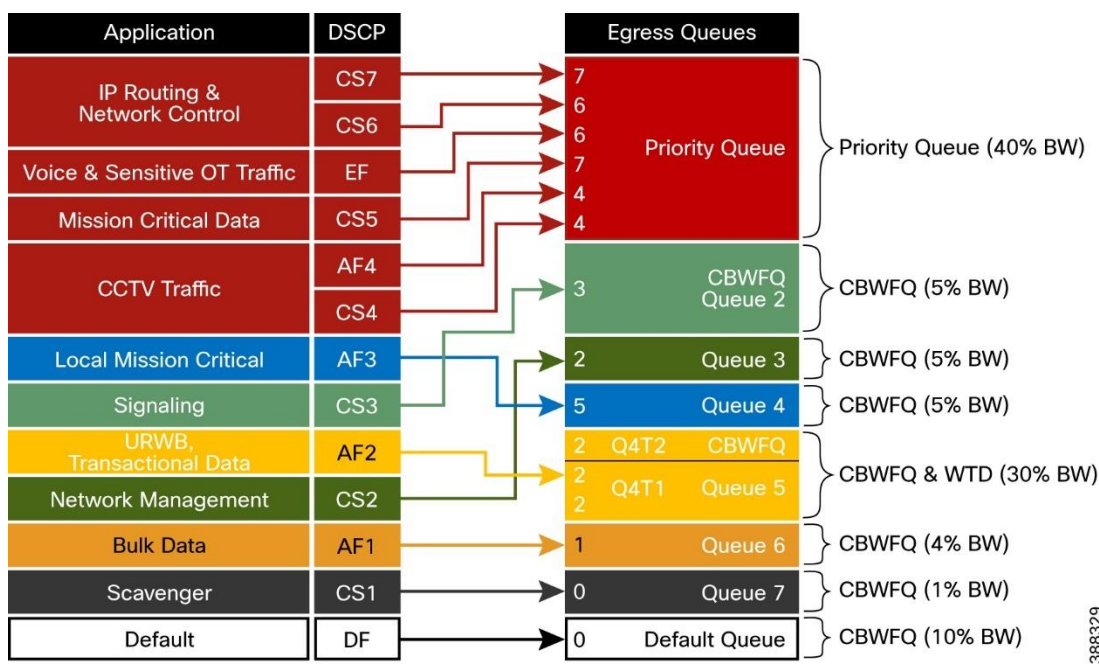 Application DSCP Egress Queues
IP Routing &
Network Control
CS7
CS6
7
6
6
7
4
4
Priority Queue
Priority Queue (40% BW)
Voice & Sensitive OT Traffic EF
Mission Critical Data CS5
CCTV Traffic
AF4
CS4
3
CBWFQ
Queue 2
CBWFQ (5% BW)
Local Mission Critical AF3
2 Queue 3 CBWFQ (5% BW)
Signaling CS3
5 Queue 4 CBWFQ (5% BW)
URWB,
Transactional Data
AF2
2 Q4T2 CBWFQ
2
2
Q4T1 Queue 5
CBWFQ & WTD (30% BW)
Network Management CS2
Bulk Data AF1 1 Queue 6 CBWFQ (4% BW)
Scavenger CS1 0 Queue 7 CBWFQ (1% BW)
Default DF 0 Default Queue CBWFQ (10% BW)
388329